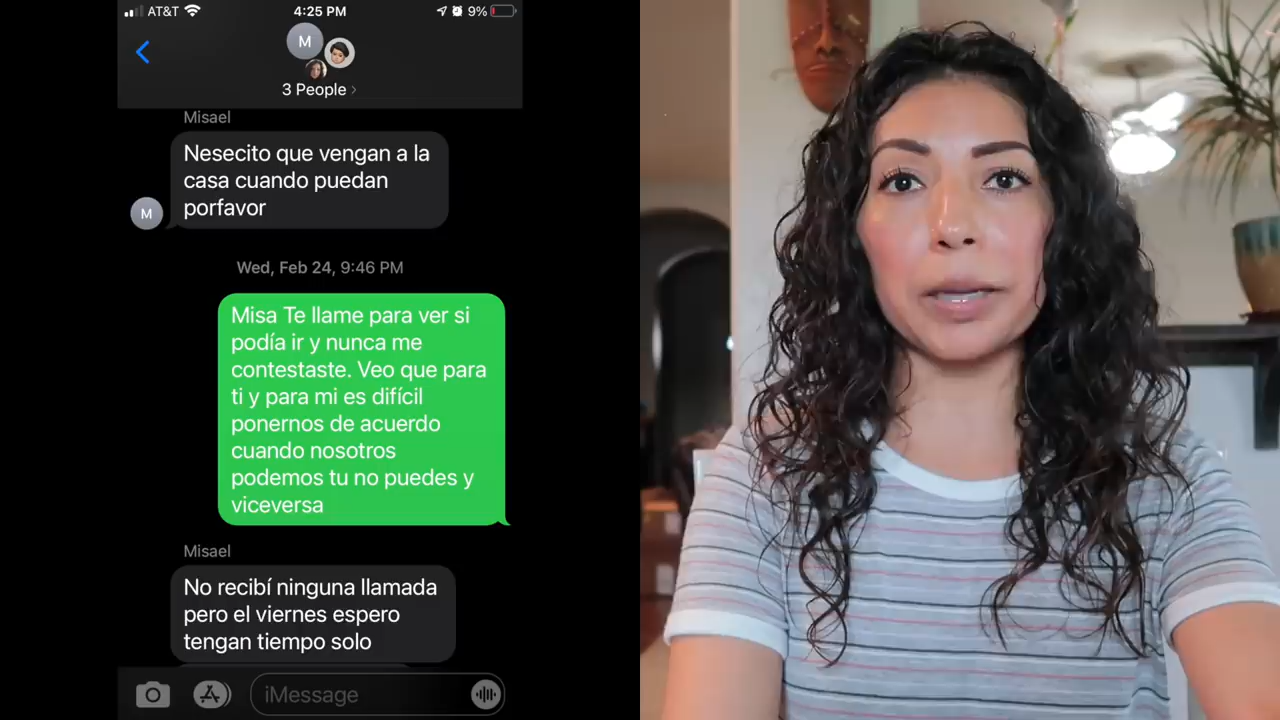 AT&T
4:25 PM
9%
M
3 People >
Misael
Nesecito que vengan a la
casa cuando puedan
porfavor
M
Wed, Feb 24, 9:46 PM
Misa Te llame para ver si
podía ir y nunca me
contestaste. Veo que para
ti y para mi es difícil
ponernos de acuerdo
cuando nosotros
podemos tu no puedes y
viceversa
Misael
No recibí ninguna llamada
pero el viernes espero
tengan tiempo solo
iMessage